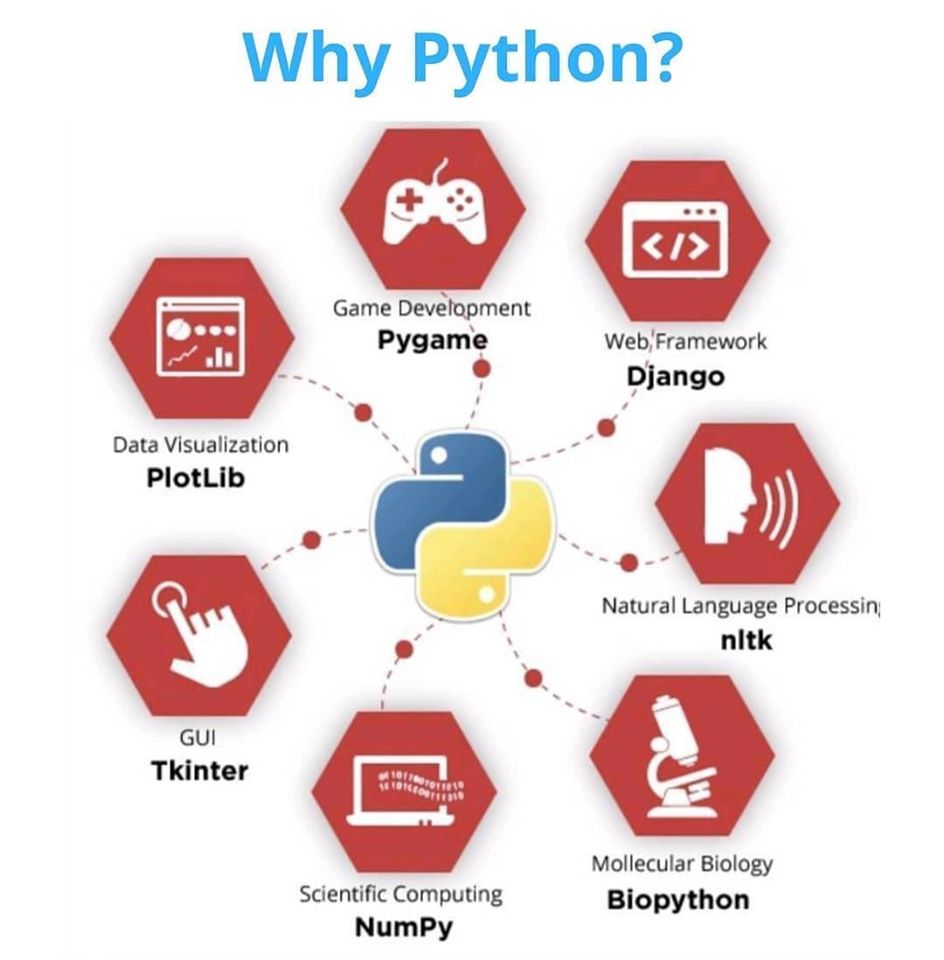 Why Python?
Game Development
Pygame
Web Framework
Django
Data Visualization
PlotLib
Natural Language Processin
nltk
GUI
Tkinter
Mollecular Biology
Biopython
Scientific Computing
NumPy